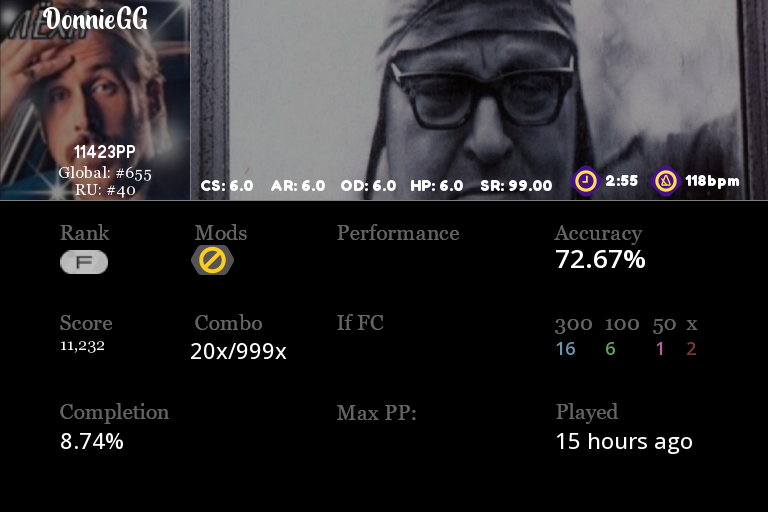 DonnieGG
11423PP
Global: #655
RU: #40
CS: 6.0 AR: 6.0 OD: 6.0 HP: 6.0 SR: 99.00 2:55 118bpm
Rank Mods Performance Accuracy
F 72.67%
Score Combo If FC 300 100 50 x
11,232 20x/999x 16 6 1 2
Completion Max PP: Played
8.74% 15 hours ago